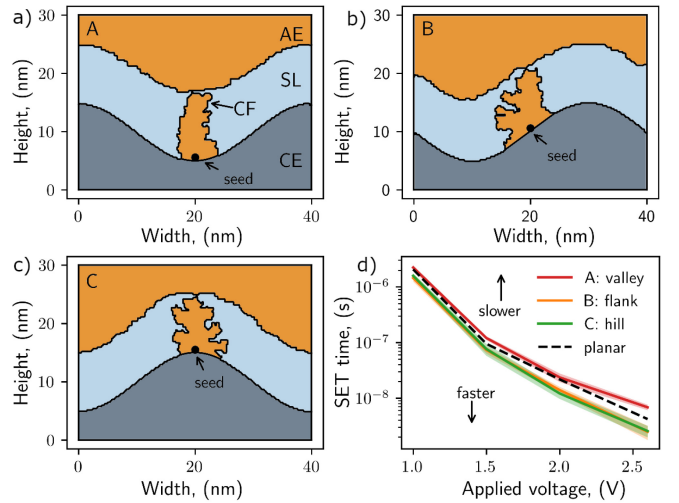 a)
A
AE
SL
CF
CE
seed
Height, (nm)
30
20
10
0
0
20
40
Width, (nm)
b)
B
seed
Height, (nm)
30
20
10
0
0
20
40
Width, (nm)
c)
C
seed
Height, (nm)
30
20
10
0
0
20
40
Width, (nm)
d)
A: valley
B: flank
C: hill
planar
slower
faster
SET time, (s)
10⁻⁶
10⁻⁷
10⁻⁸
1.0
1.5
2.0
2.5
Applied voltage, (V)